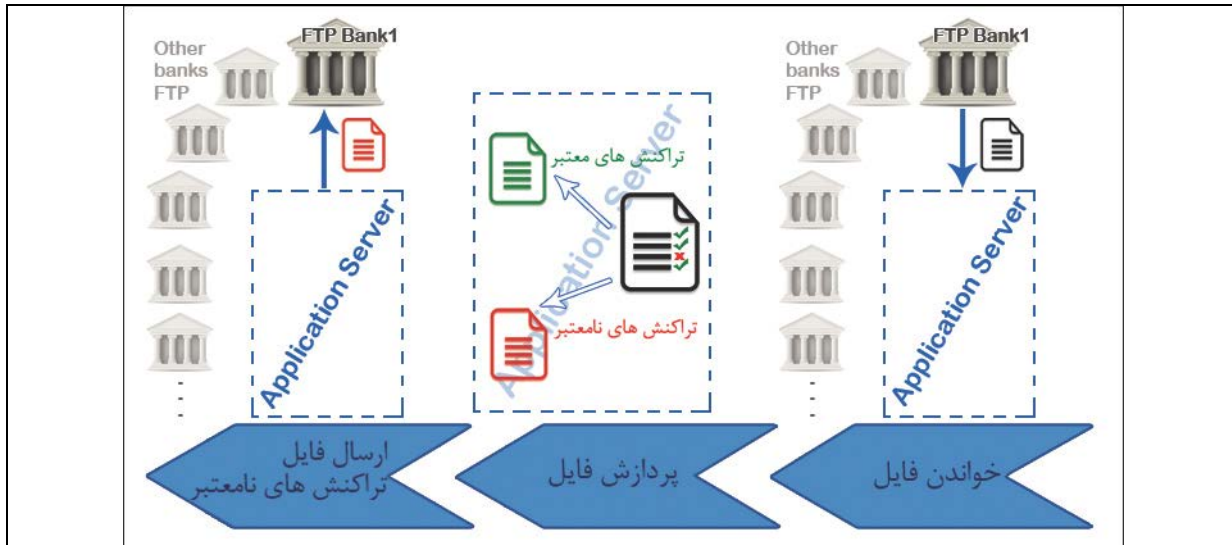 FTP Bank1
Other
banks
FTP
Application Server
خواندن فایل
Application Server
تراکنش های معتبر
تراکنش های نامعتبر
پردازش فایل
FTP Bank1
Other
banks
FTP
Application Server
ارسال فایل
تراکنش های نامعتبر